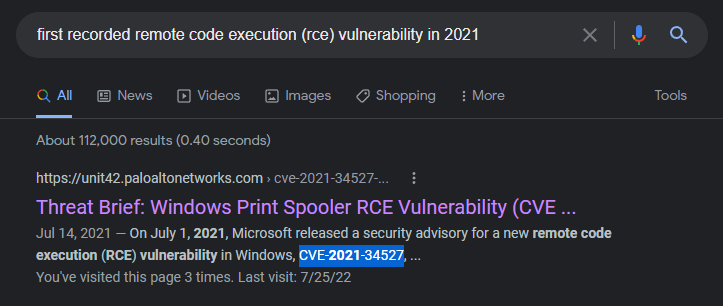 first recorded remote code execution (rce) vulnerability in 2021
All News Videos Images Shopping More Tools
About 112,000 results (0.40 seconds)
https://unit42.paloaltonetworks.com › cve-2021-34527-...
Threat Brief: Windows Print Spooler RCE Vulnerability (CVE ...
Jul 14, 2021 — On July 1, 2021, Microsoft released a security advisory for a new remote code
execution (RCE) vulnerability in Windows, CVE-2021-34527, ...
You've visited this page 3 times. Last visit: 7/25/22